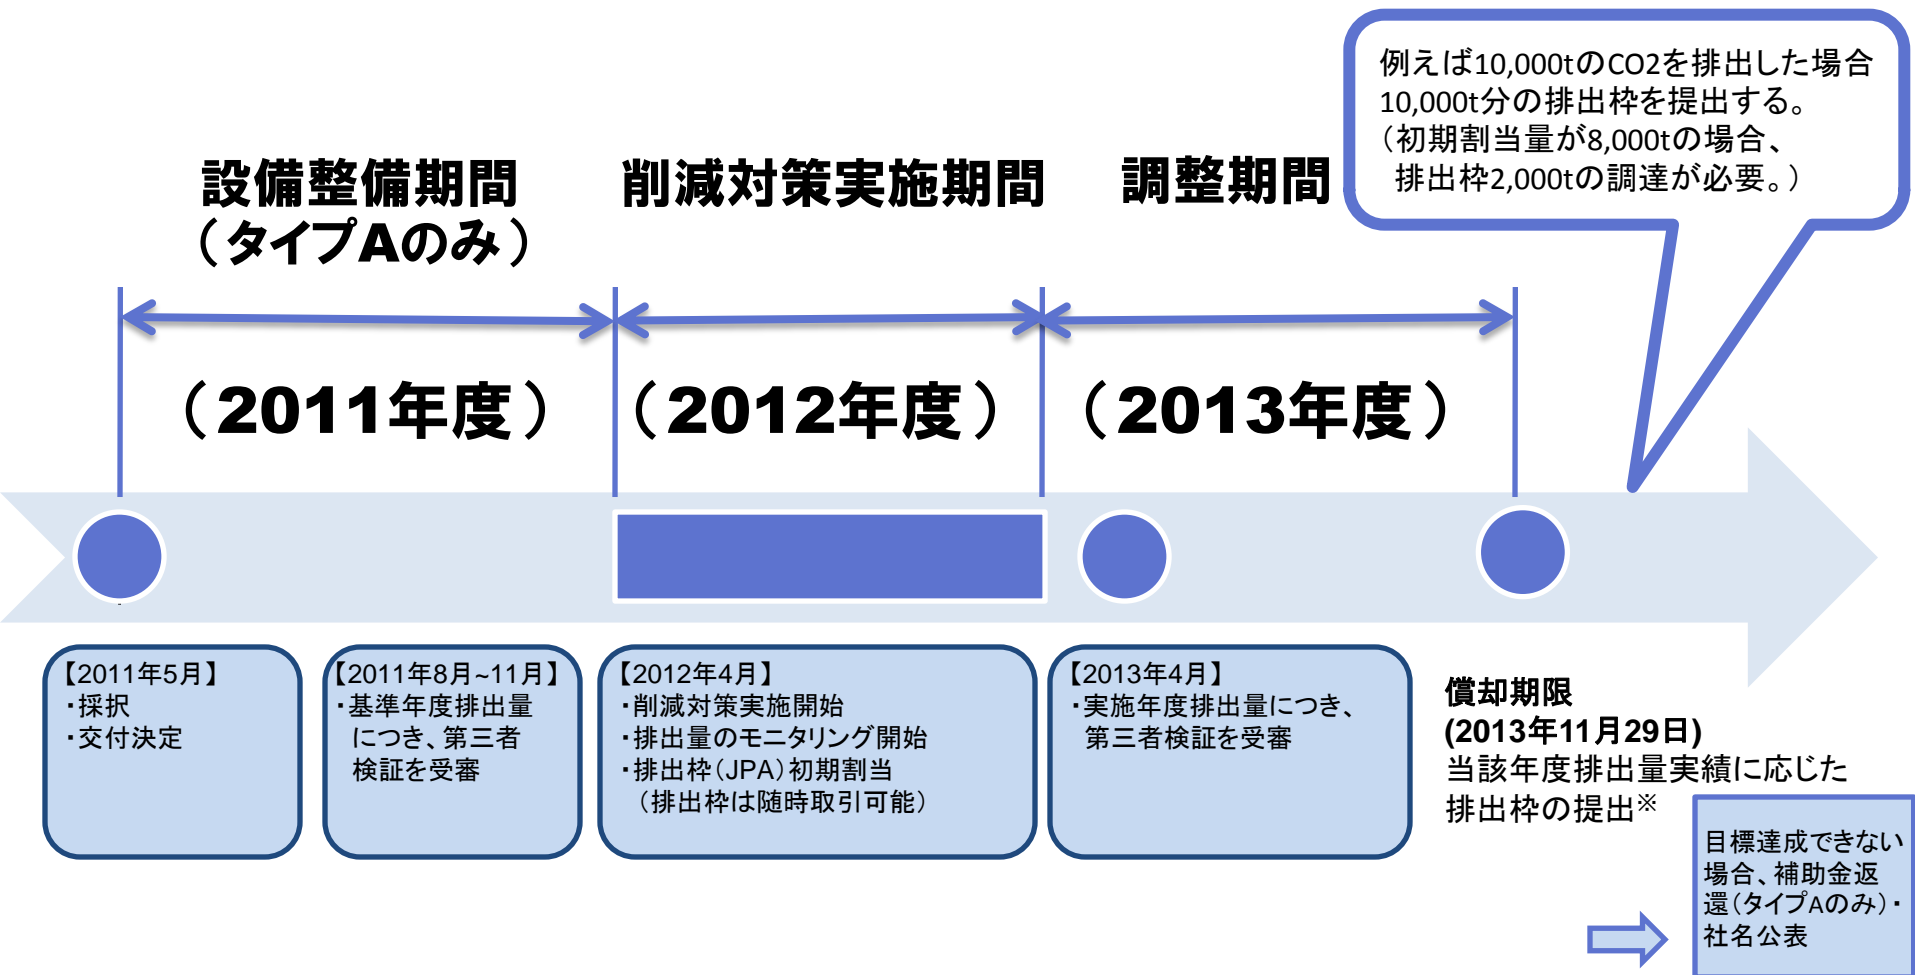 例えば10,000tのCO2を排出した場合
10,000t分の排出枠を提出する。
（初期割当量が8,000tの場合、
排出枠2,000tの調達が必要。）
設備整備期間
（タイプAのみ）
削減対策実施期間
調整期間
（2011年度）
（2012年度）
（2013年度）
【2011年5月】
・採択
・交付決定
【2011年8月~11月】
・基準年度排出量
につき、第三者
検証を受審
【2012年4月】
・削減対策実施開始
・排出量のモニタリング開始
・排出枠（JPA）初期割当
（排出枠は随時取引可能）
【2013年4月】
・実施年度排出量につき、
第三者検証を受審
償却期限
(2013年11月29日)
当該年度排出量実績に応じた
排出枠の提出※
目標達成できない
場合、補助金返
還（タイプAのみ）・
社名公表